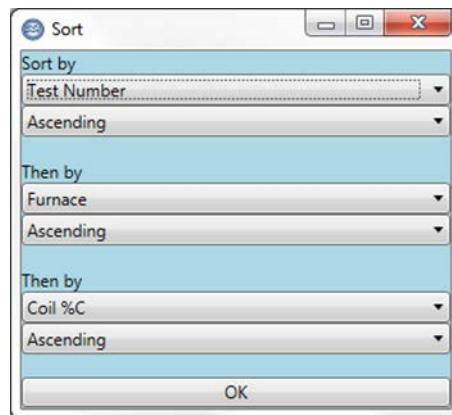 Sort
Sort by
Test Number
Ascending
Then by
Furnace
Ascending
Then by
Coil %C
Ascending
OK